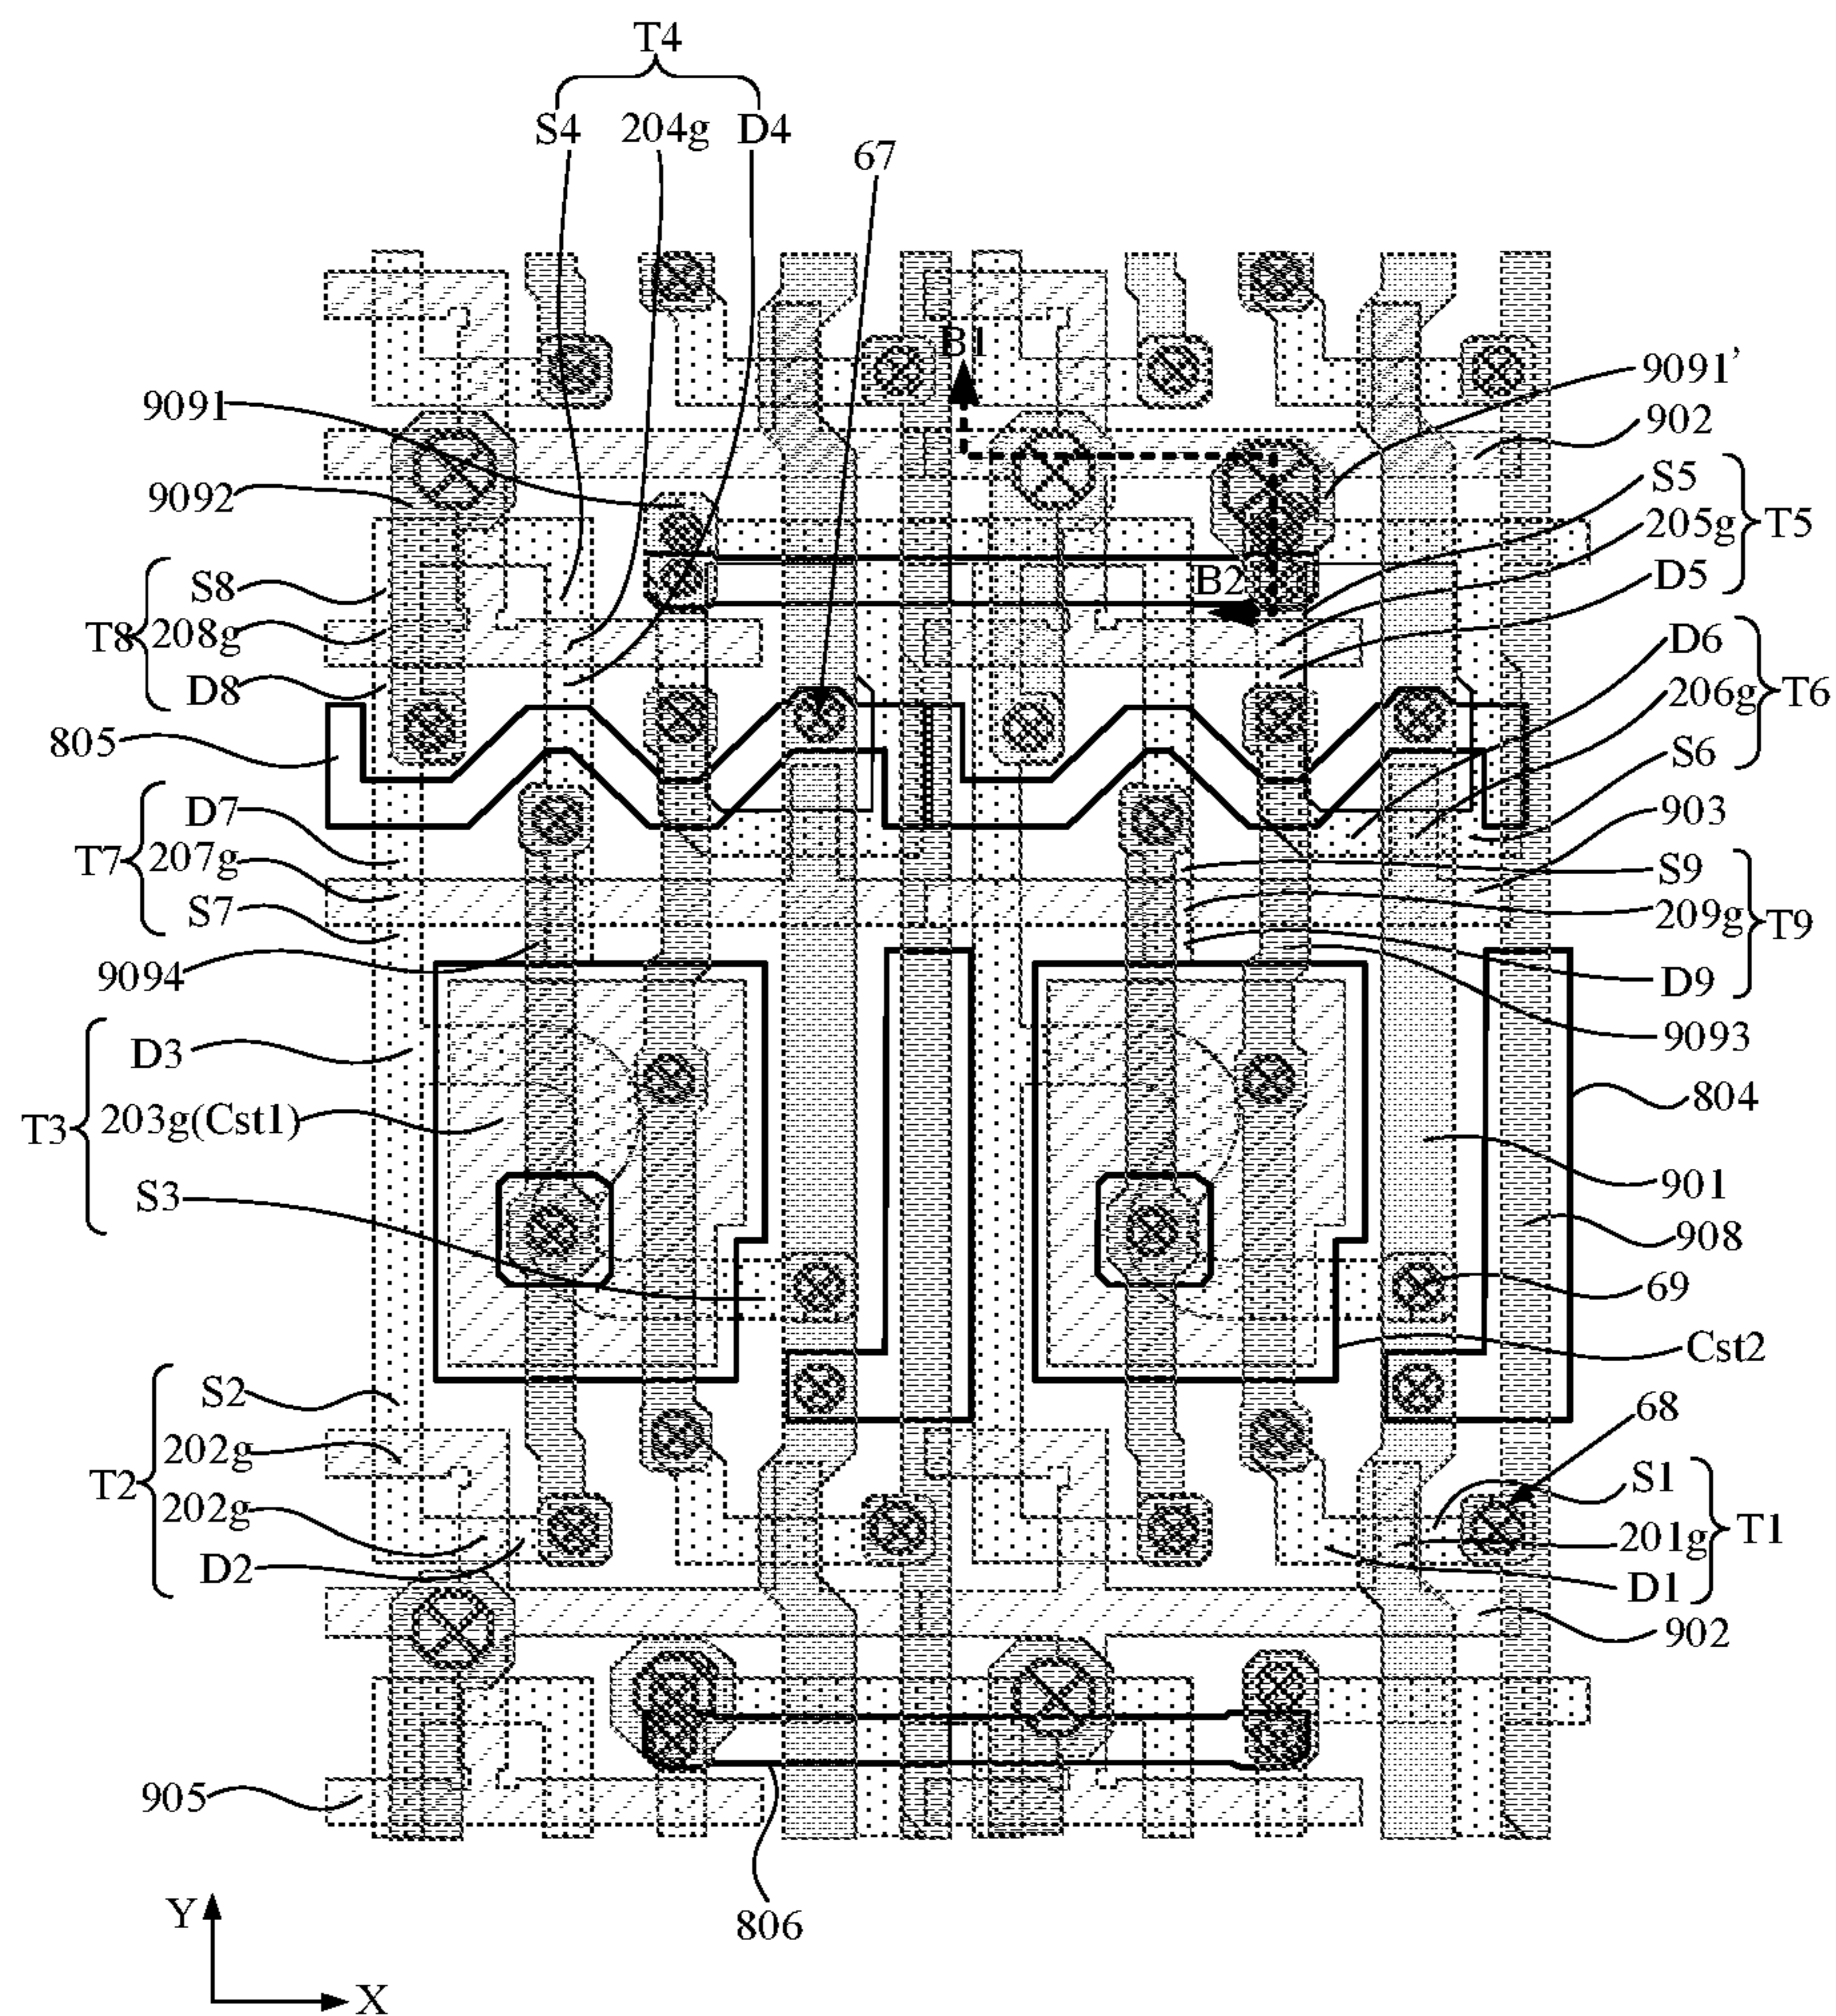 T4
S4 204g D4
67
B1
9091
9091’
902
9092
S5
205g
D5
T5
S8
208g
D8
T8
B2
D6
206g
S6
T6
805
D7
207g
S7
T7
903
S9
209g
D9
T9
9094
9093
D3
203g(Cst1)
S3
T3
804
901
908
69
Cst2
S2
202g
202g
D2
T2
68
S1
201g
D1
T1
902
905
806
Y
X